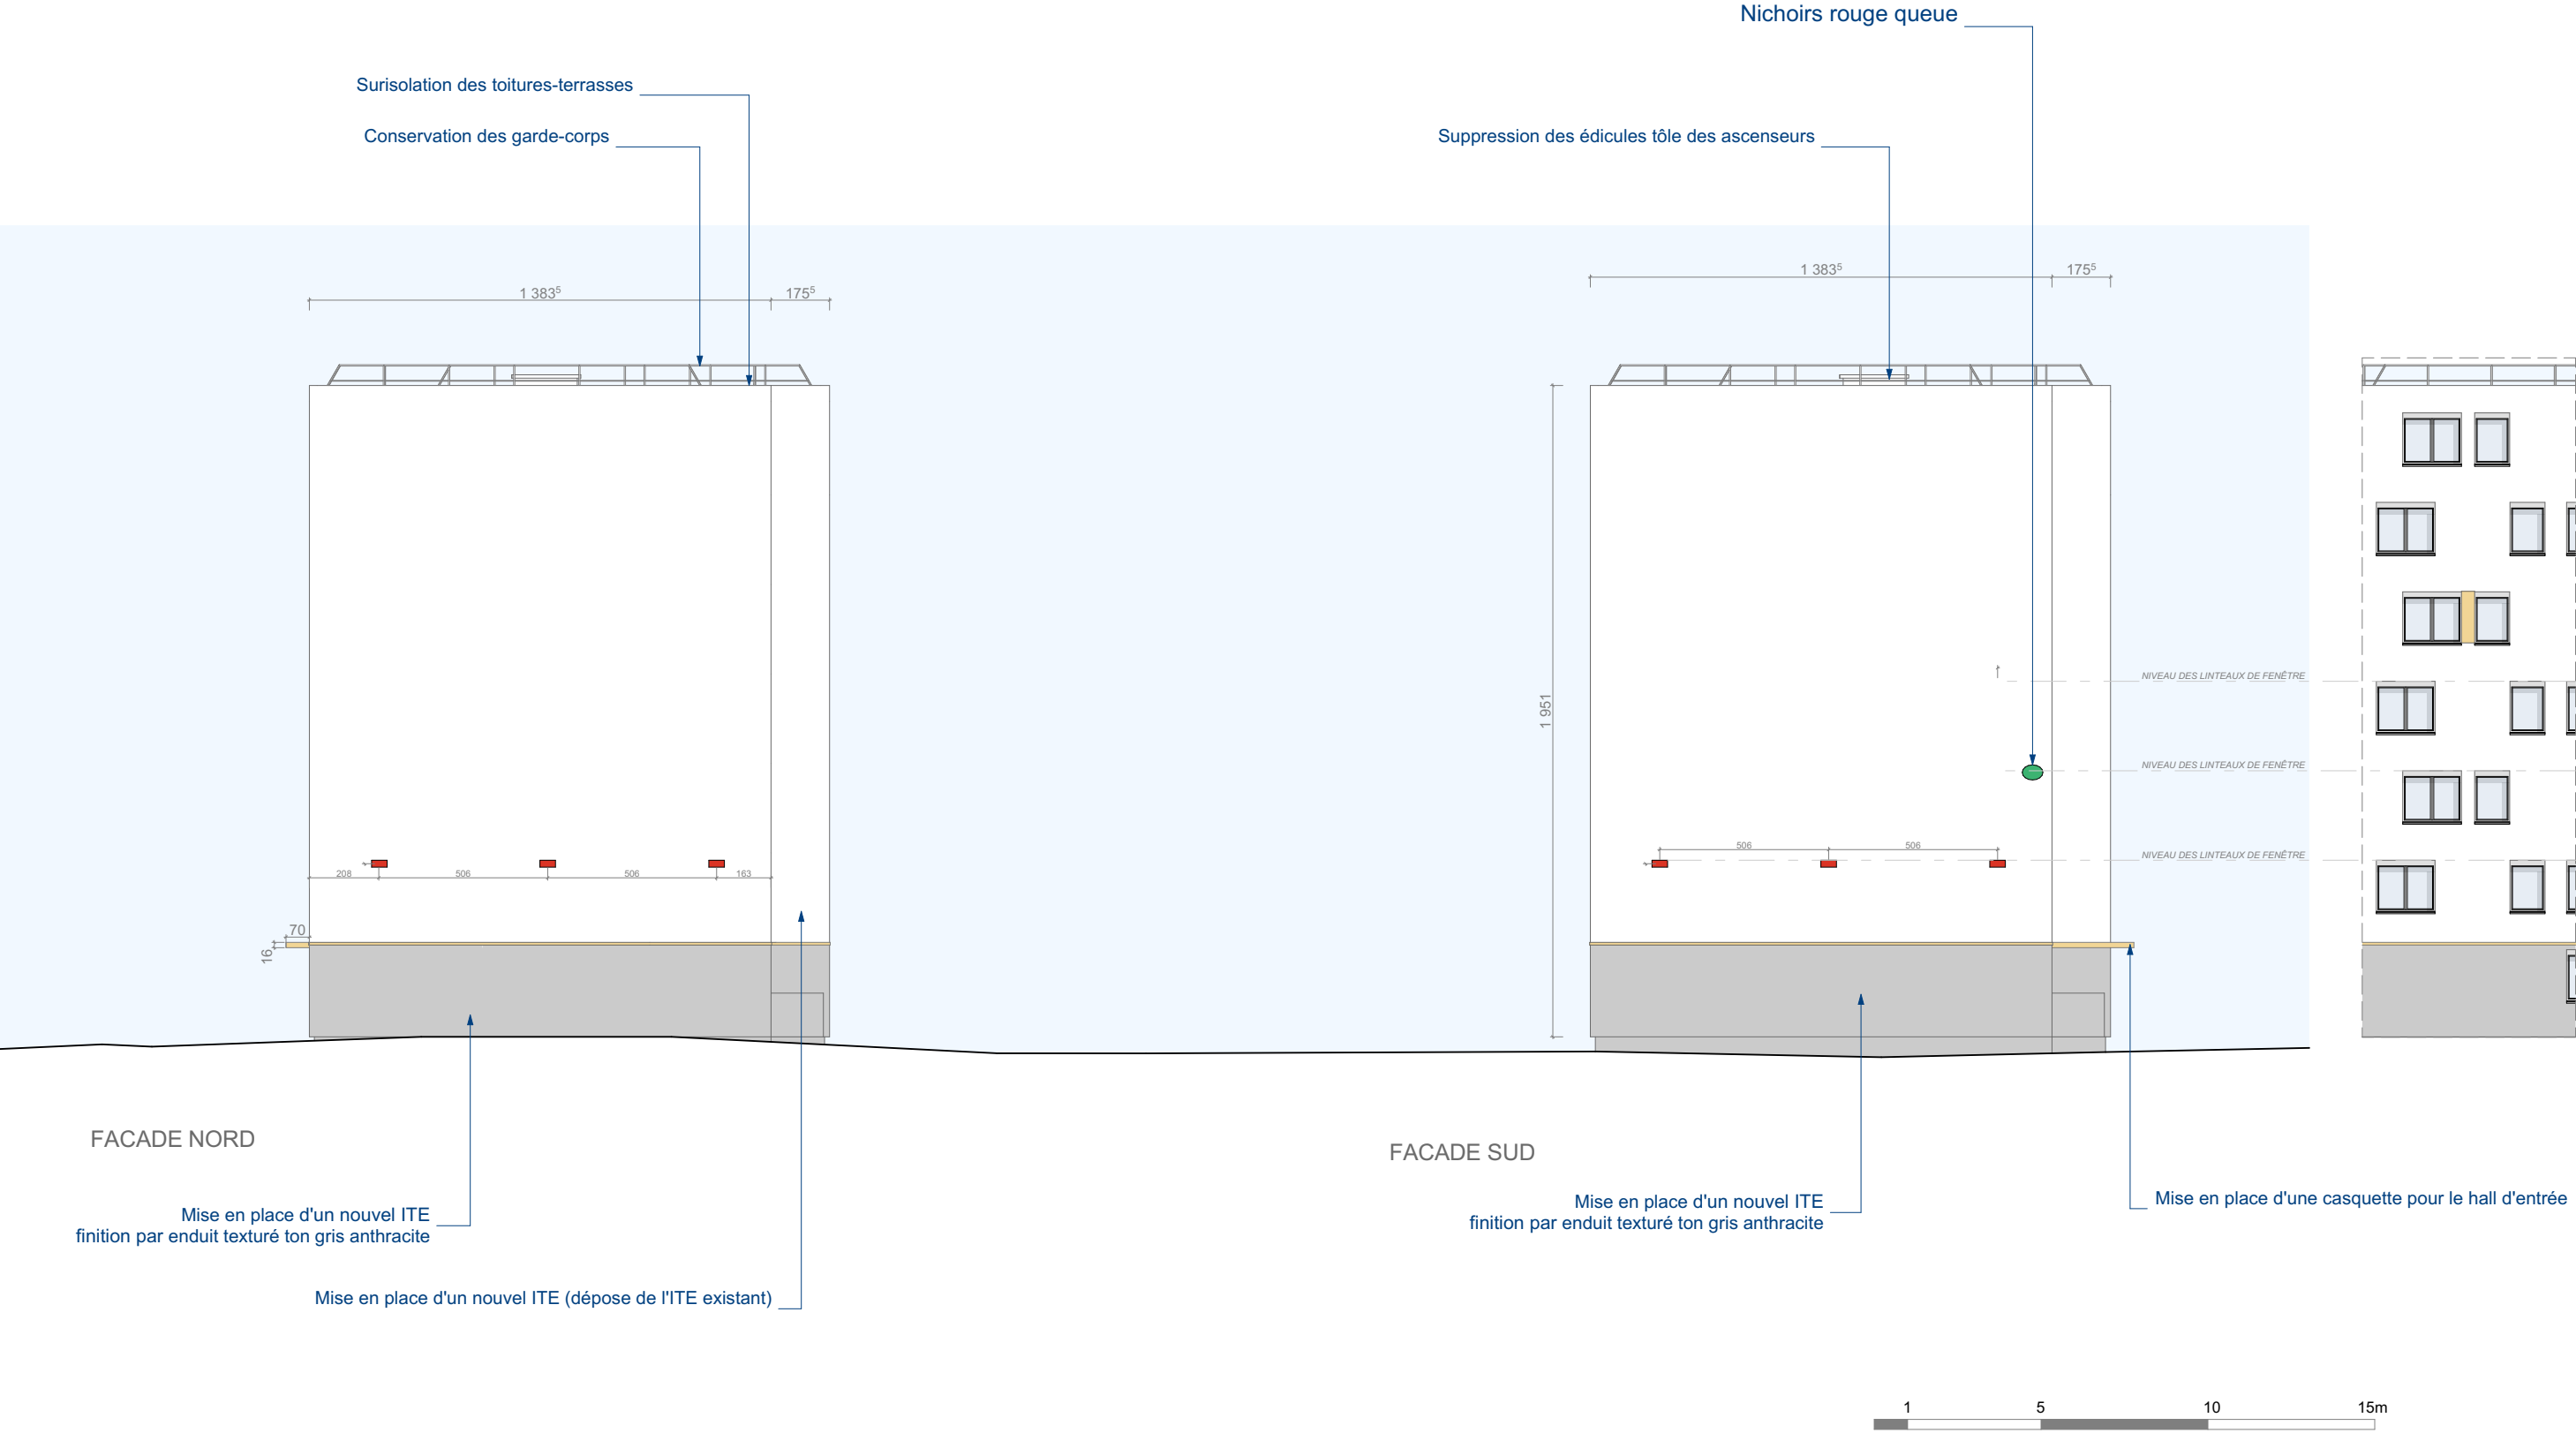 Nichoirs rouge queue
Surisolation des toitures-terrasses
Conservation des garde-corps
Suppression des édicules tôle des ascenseurs
1 383⁵
175⁵
1 383⁵
175⁵
1 951
NIVEAU DES LINTEAUX DE FENÊTRE
NIVEAU DES LINTEAUX DE FENÊTRE
NIVEAU DES LINTEAUX DE FENÊTRE
506
506
208
506
506
163
70
16
FACADE NORD
FACADE SUD
Mise en place d'un nouvel ITE
finition par enduit texturé ton gris anthracite
Mise en place d'un nouvel ITE (dépose de l'ITE existant)
Mise en place d'un nouvel ITE
finition par enduit texturé ton gris anthracite
Mise en place d'une casquette pour le hall d'entrée
1
5
10
15m